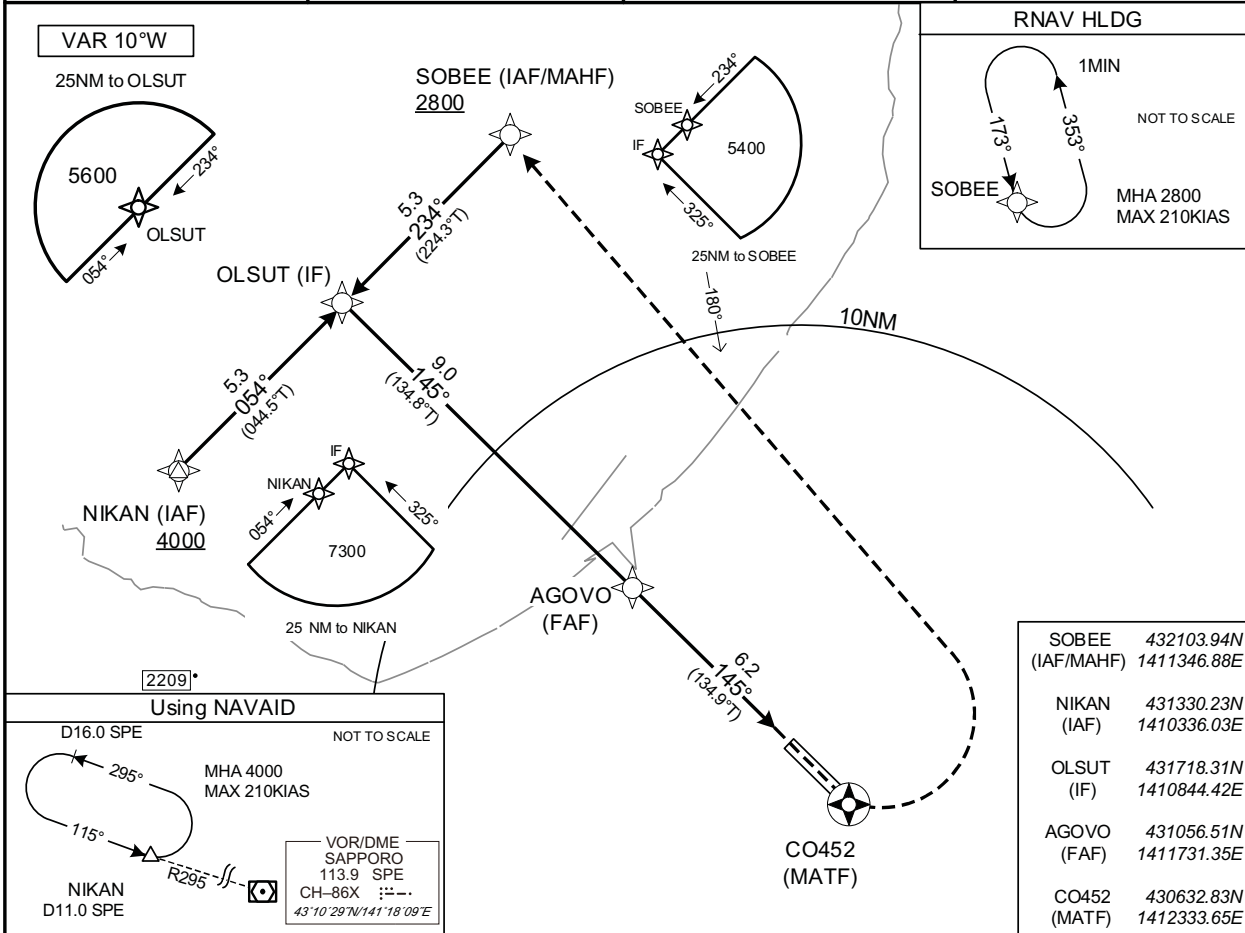 VAR 10°W
25NM to OLSUT
5600
234°
OLSUT
054°
SOBEE (IAF/MAHF)
2800
234°
SOBEE
IF
5400
325°
25NM to SOBEE
RNAV HLDG
1MIN
NOT TO SCALE
173°
353°
SOBEE
MHA 2800
MAX 210KIAS
5.3
234°
(224.3°T)
OLSUT (IF)
180°
10NM
5.3
054°
(044.5°T)
9.0
145°
(134.8°T)
NIKAN (IAF)
4000
IF
NIKAN
054°
325°
7300
25 NM to NIKAN
AGOVO
(FAF)
6.2
145°
(134.9°T)
CO452
(MATF)
2209
Using NAVAID
D16.0 SPE
NOT TO SCALE
295°
MHA 4000
MAX 210KIAS
115°
R295
NIKAN
D11.0 SPE
VOR/DME
SAPPORO
113.9 SPE
CH–86X
43°10'29"N/141°18'09"E
SOBEE 432103.94N
(IAF/MAHF) 1411346.88E
NIKAN 431330.23N
(IAF) 1410336.03E
OLSUT 431718.31N
(IF) 1410844.42E
AGOVO 431056.51N
(FAF) 1411731.35E
CO452 430632.83N
(MATF) 1412333.65E